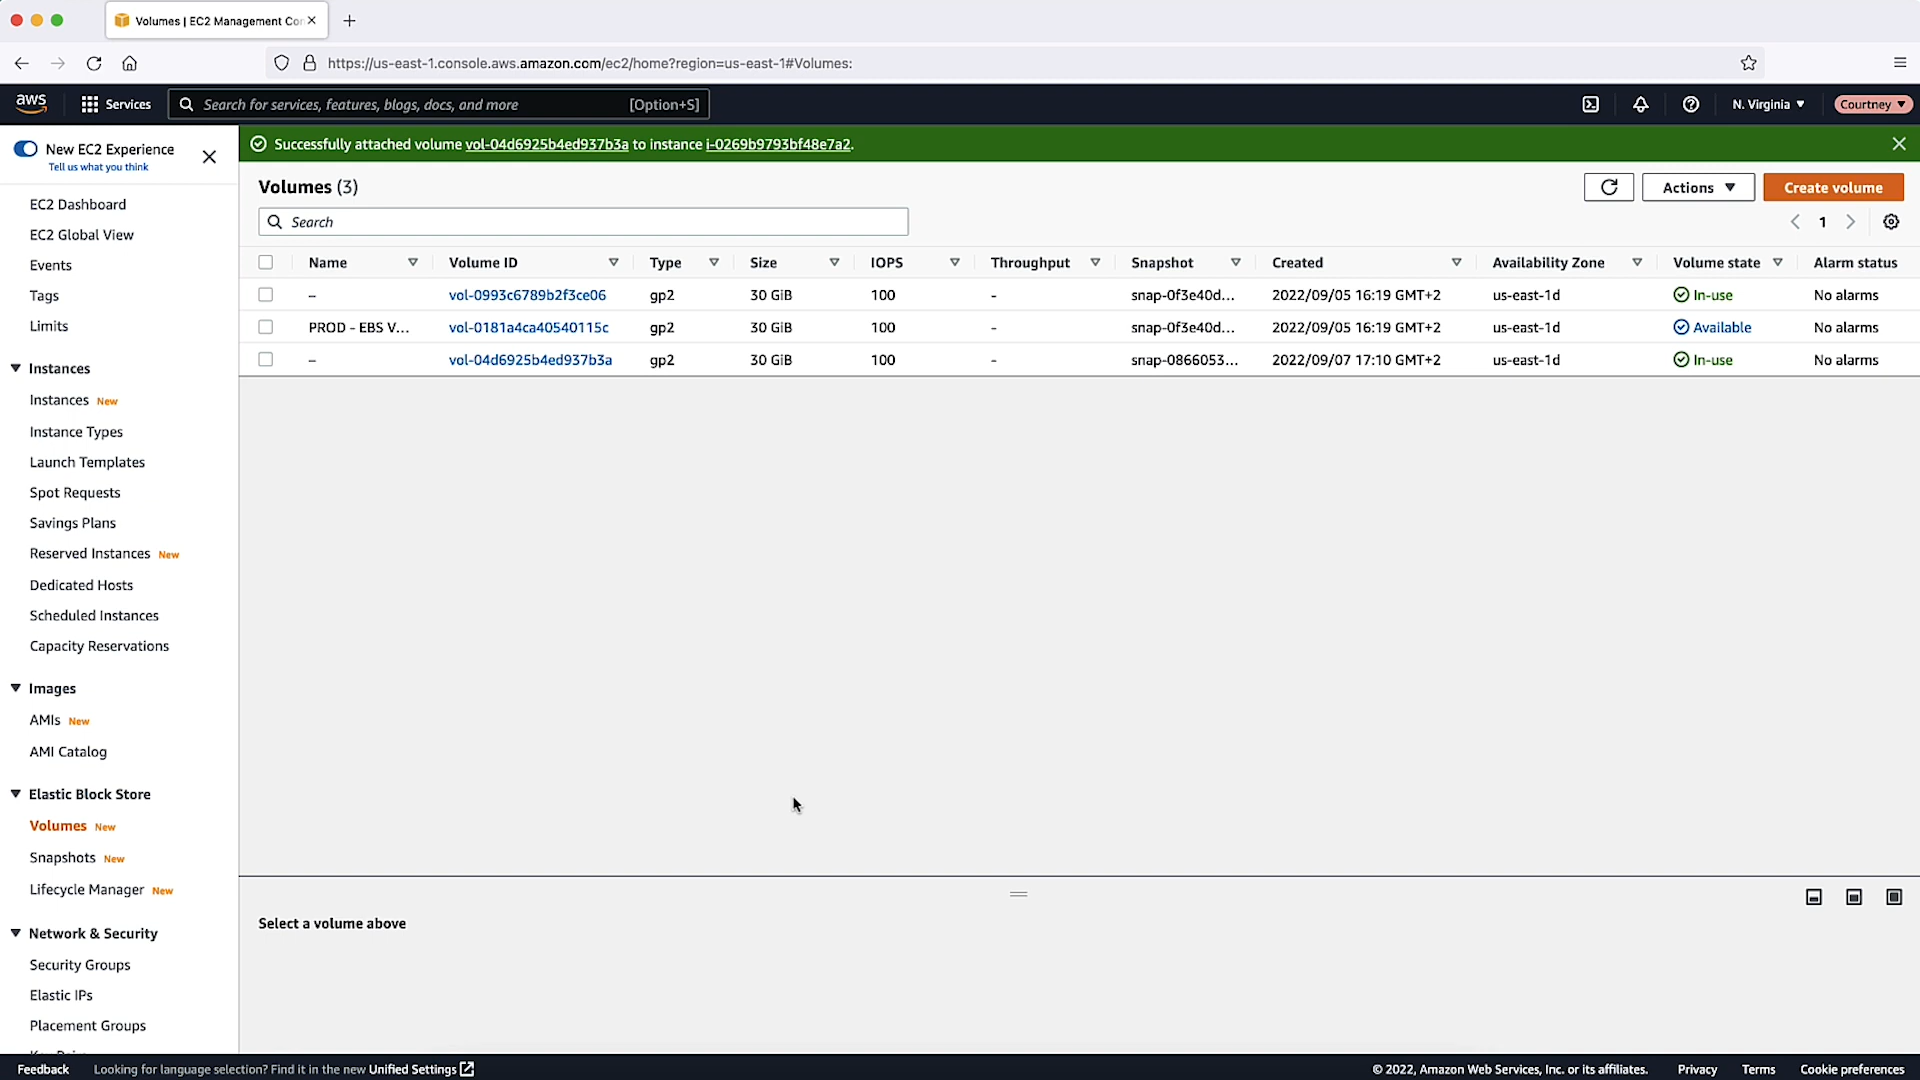 Volumes | EC2 Management Con
https://us-east-1.console.aws.amazon.com/ec2/home?region=us-east-1#Volumes:
aws Services Search for services, features, blogs, docs, and more [Option+S] N. Virginia Courtney
New EC2 Experience
Tell us what you think
Successfully attached volume vol-04d6925b4ed937b3a to instance i-0269b9793bf48e7a2.
Volumes (3)
Actions Create volume
Search
1
Name Volume ID Type Size IOPS Throughput Snapshot Created Availability Zone Volume state Alarm status
– vol-0993c6789b2f3ce06 gp2 30 GiB 100 - snap-0f3e40d... 2022/09/05 16:19 GMT+2 us-east-1d In-use No alarms
PROD - EBS V... vol-0181a4ca40540115c gp2 30 GiB 100 - snap-0f3e40d... 2022/09/05 16:19 GMT+2 us-east-1d Available No alarms
– vol-04d6925b4ed937b3a gp2 30 GiB 100 - snap-0866053... 2022/09/07 17:10 GMT+2 us-east-1d In-use No alarms
EC2 Dashboard
EC2 Global View
Events
Tags
Limits
Instances
Instances New
Instance Types
Launch Templates
Spot Requests
Savings Plans
Reserved Instances New
Dedicated Hosts
Scheduled Instances
Capacity Reservations
Images
AMIs New
AMI Catalog
Elastic Block Store
Volumes New
Snapshots New
Lifecycle Manager New
Network & Security
Security Groups
Elastic IPs
Placement Groups
Select a volume above
Feedback Looking for language selection? Find it in the new Unified Settings © 2022, Amazon Web Services, Inc. or its affiliates. Privacy Terms Cookie preferences